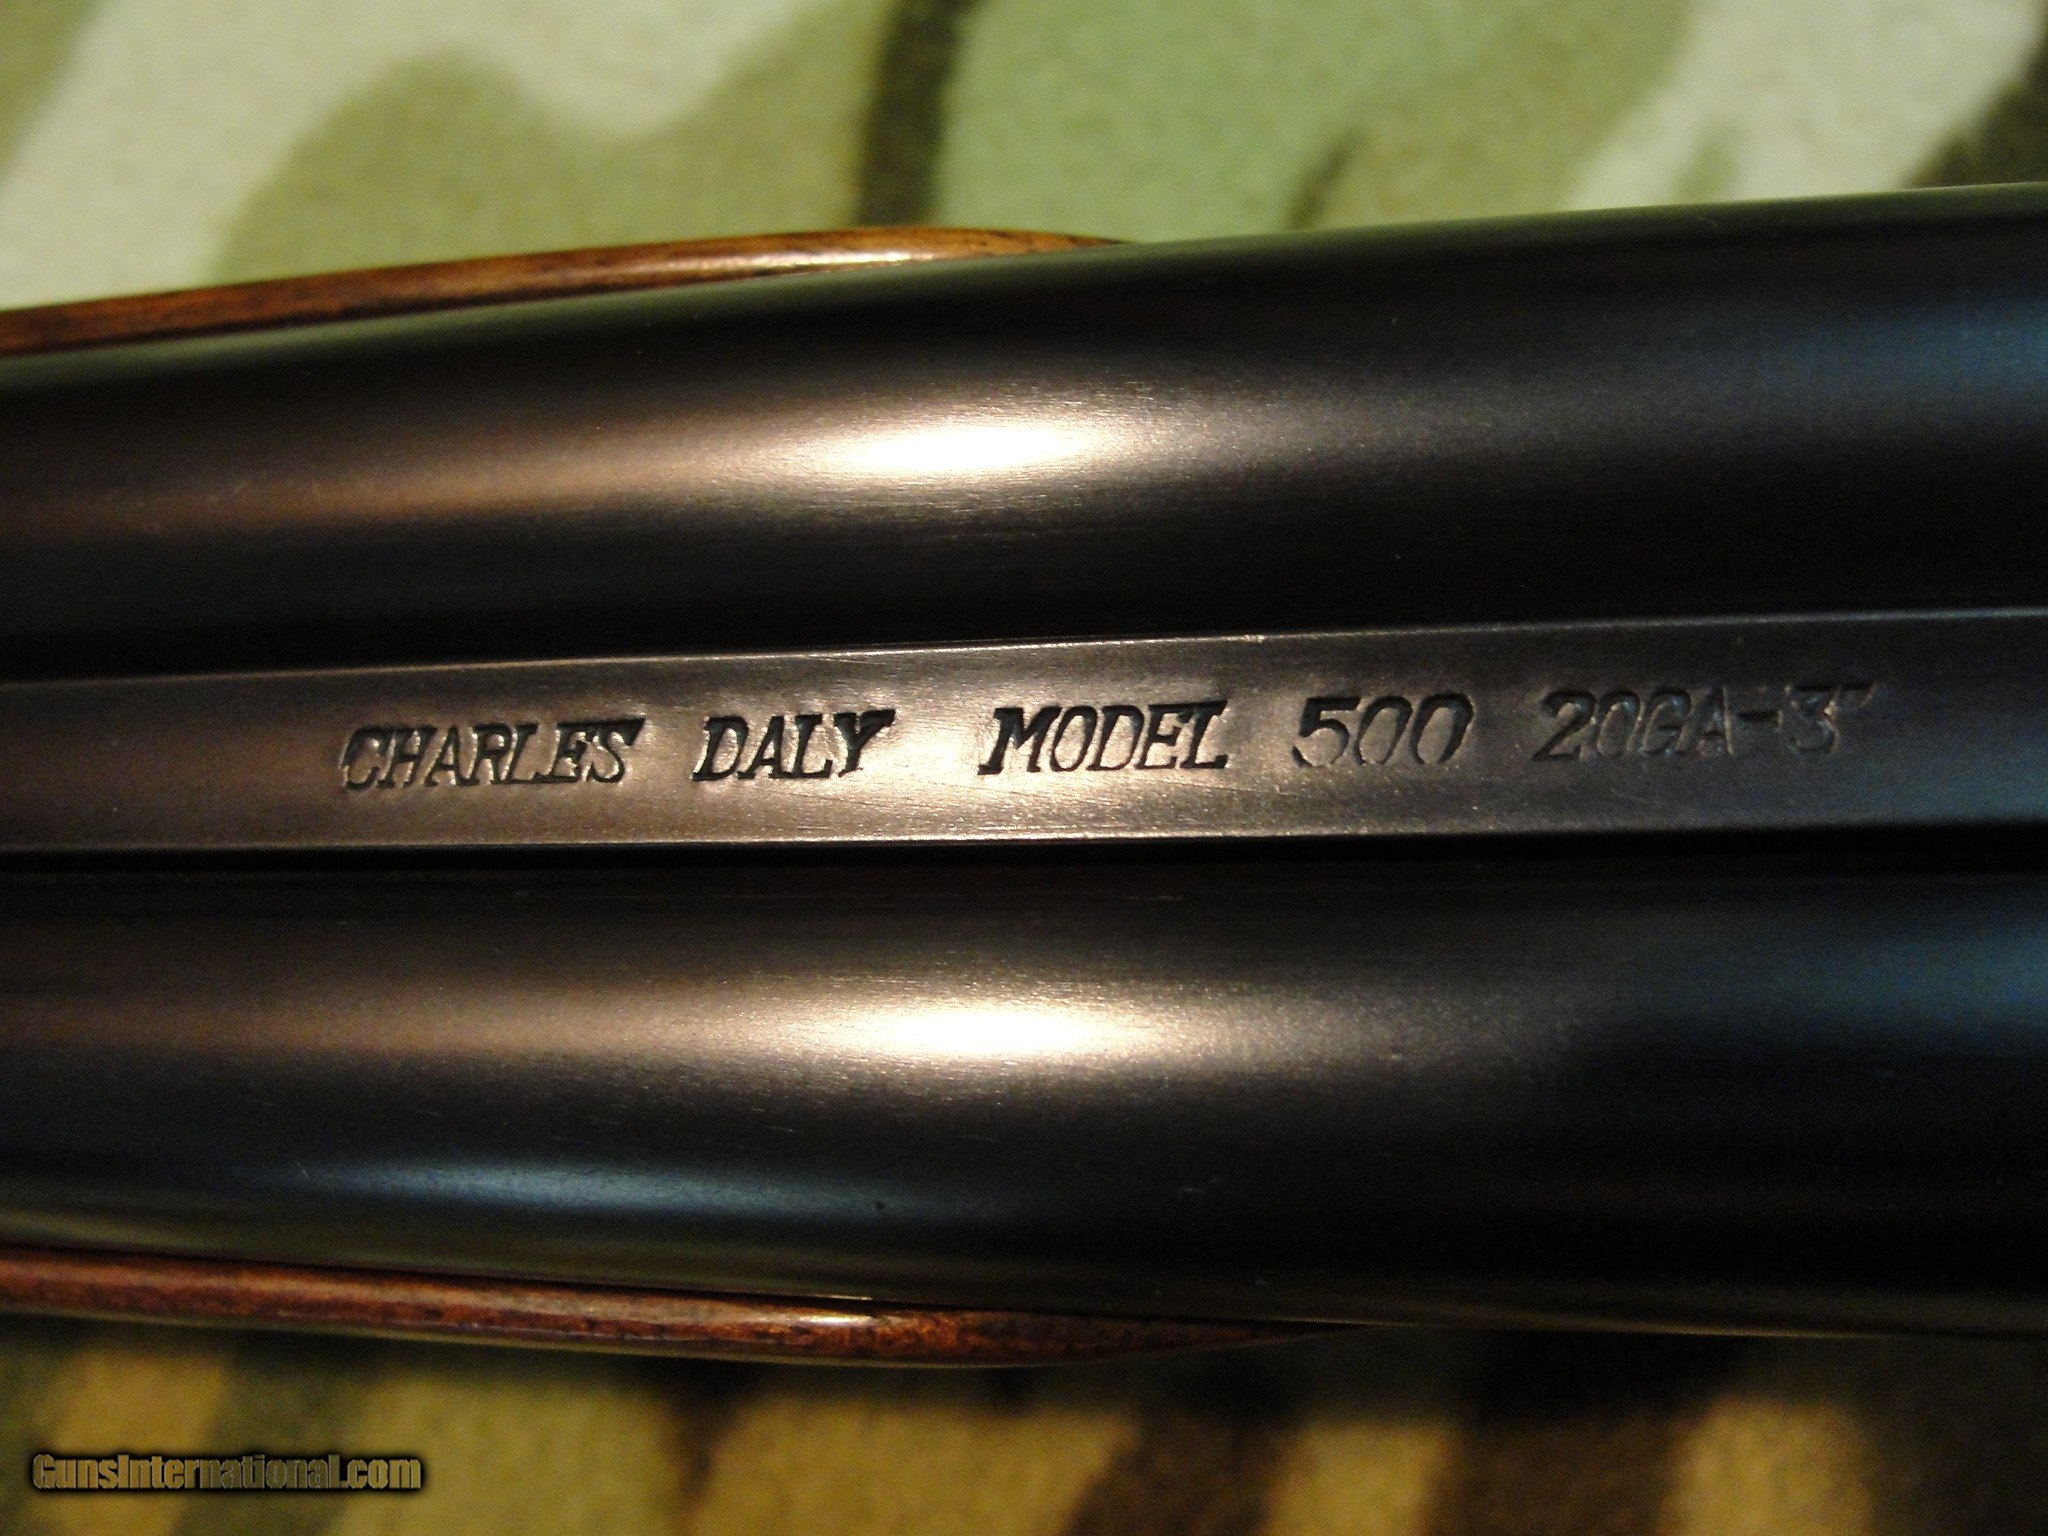 CHARLES DALY MODEL 500 20GA-3"
GunsInternational.com